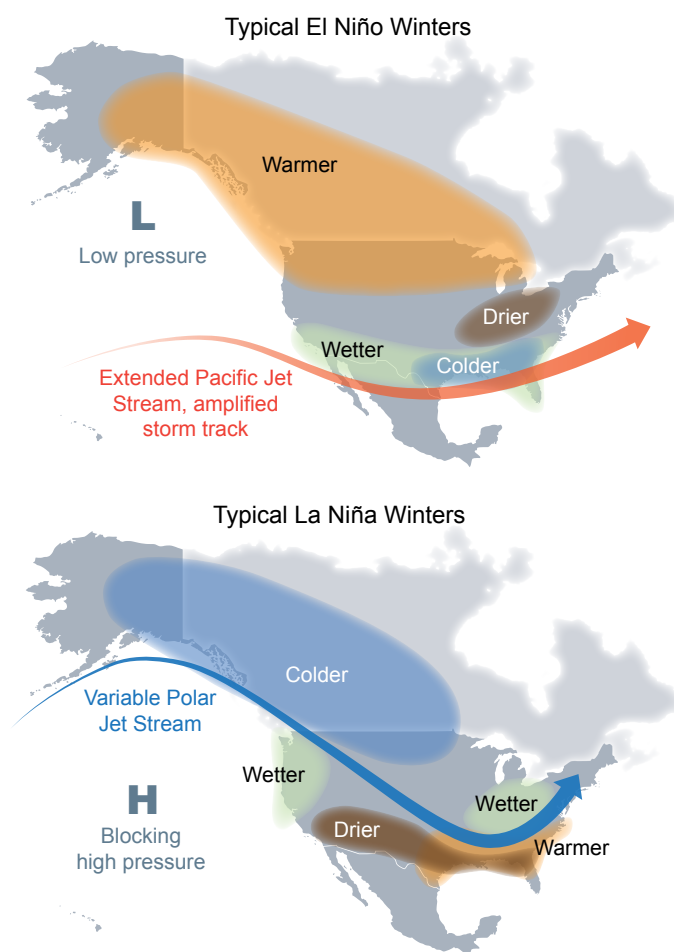 Typical El Niño Winters
Warmer
L
Low pressure
Drier
Wetter
Colder
Extended Pacific Jet
Stream, amplified
storm track
Typical La Niña Winters
Colder
Variable Polar
Jet Stream
Wetter
H
Blocking
high pressure
Wetter
Drier
Warmer